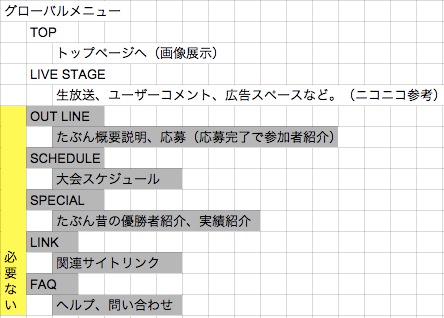 グローバルメニュー
TOP
トップページへ（画像展示）
LIVE STAGE
生放送、ユーザーコメント、広告スペースなど。（ニコニコ参考）
OUT LINE
たぶん概要説明、応募（応募完了で参加者紹介）
SCHEDULE
大会スケジュール
SPECIAL
たぶん昔の優勝者紹介、実績紹介
LINK
関連サイトリンク
FAQ
ヘルプ、問い合わせ
必要ない